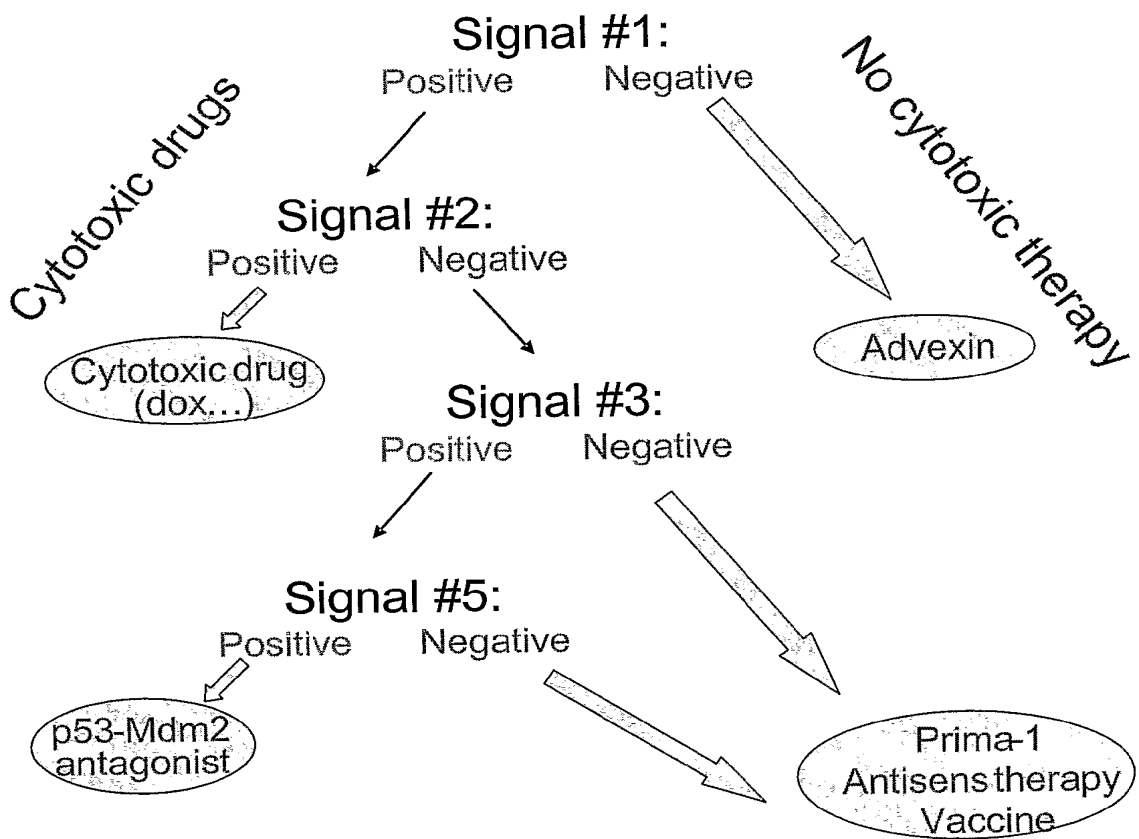 Signal #1:
Positive Negative
Cytotoxic drugs
No cytotoxic therapy
Signal #2:
Positive Negative
Cytotoxic drug
(dox...)
Advexin
Signal #3:
Positive Negative
Signal #5:
Positive Negative
p53-Mdm2
antagonist
Prima-1
Antisens therapy
Vaccine